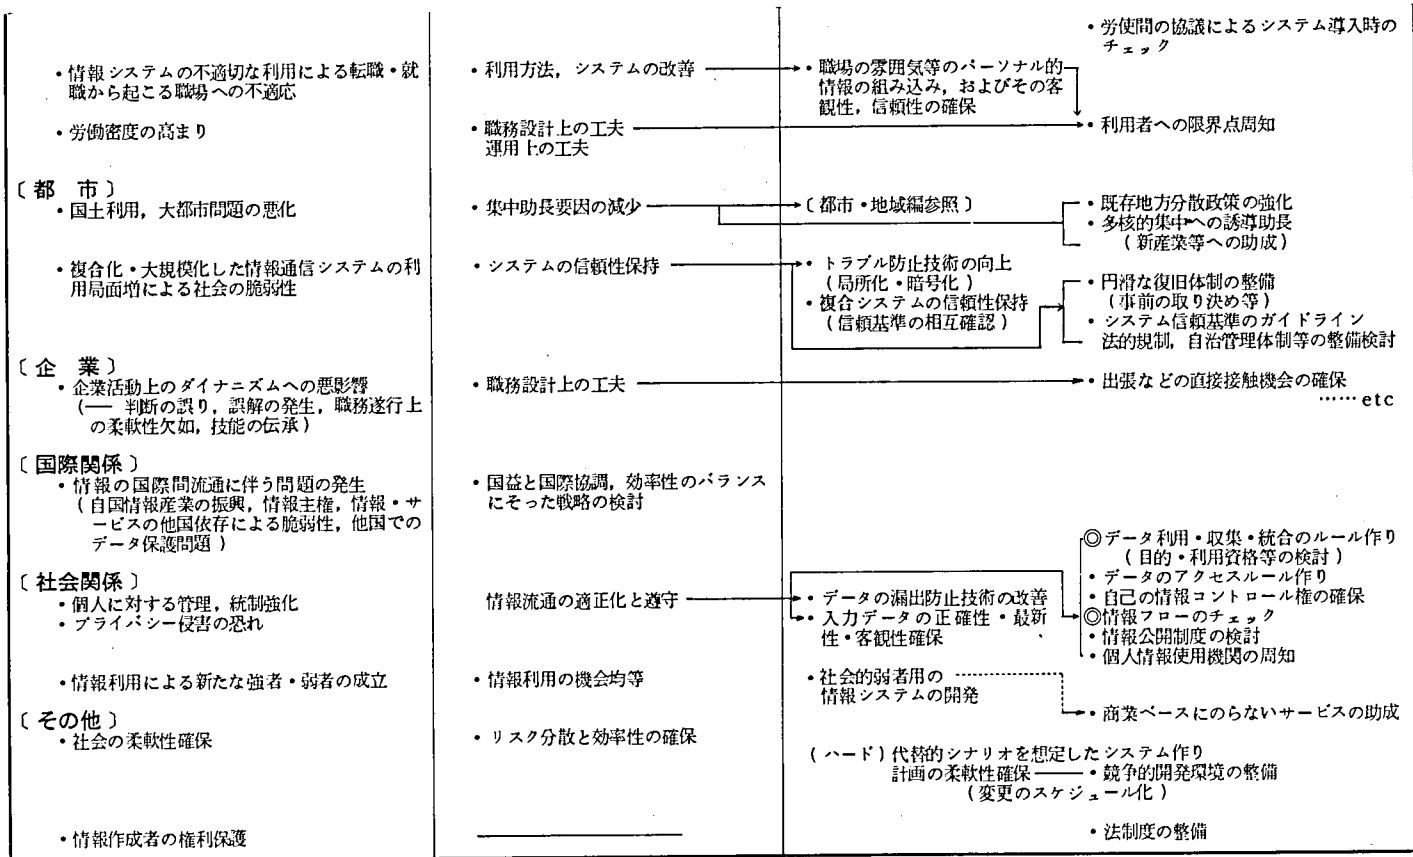 ・労使間の協議によるシステム導入時の
チェック
・情報システムの不適切な利用による転職・就
職から起こる職場への不適応
・利用方法，システムの改善
・職場の雰囲気等のパーソナル的
情報の組み込み，およびその客
観性，信頼性の確保
・労働密度の高まり
・職務設計上の工夫
運用上の工夫
・利用者への限界点周知
〔都　市〕
・国土利用，大都市問題の悪化
・集中助長要因の減少
（都市・地域編参照）
・既存地方分散政策の強化
・多核的集中への誘導助長
（新産業等への助成）
・複合化・大規模化した情報通信システムの利
用局面増による社会の脆弱性
・システムの信頼性保持
・トラブル防止技術の向上
（局所化・暗号化）
・複合システムの信頼性保持
（信頼基準の相互確認）
・円滑な復旧体制の整備
（事前の取り決め等）
・システム信頼基準のガイドライン
法的規制，自治管理体制等の整備検討
〔企　業〕
・企業活動上のダイナニズムへの悪影響
（── 判断の誤り，誤解の発生，職務遂行上
の柔軟性欠如，技能の伝承）
・職務設計上の工夫
・出張などの直接接触機会の確保
……etc
〔国際関係〕
・情報の国際間流通に伴う問題の発生
（自国情報産業の振興，情報主権，情報・サ
ービスの他国依存による脆弱性，他国での
データ保護問題）
・国益と国際協調，効率性のバランス
にそった戦略の検討
〔社会関係〕
・個人に対する管理，統制強化
・プライバシー侵害の恐れ
情報流通の適正化と遵守
・データの漏出防止技術の改善
・入力データの正確性・最新
性・客観性確保
◎データ利用・収集・統合のルール作り
（目的・利用資格等の検討）
・データのアクセスルール作り
・自己の情報コントロール権の確保
◎情報フローのチェック
・情報公開制度の検討
・個人情報使用機関の周知
・情報利用による新たな強者・弱者の成立
・情報利用の機会均等
・社会的弱者用の
情報システムの開発
・商業ベースにのらないサービスの助成
〔その他〕
・社会の柔軟性確保
・リスク分散と効率性の確保
（ハード）代替的シナリオを想定したシステム作り
計画の柔軟性確保 ── ・競争的開発環境の整備
（変更のスケジュール化）
・情報作成者の権利保護
・法制度の整備